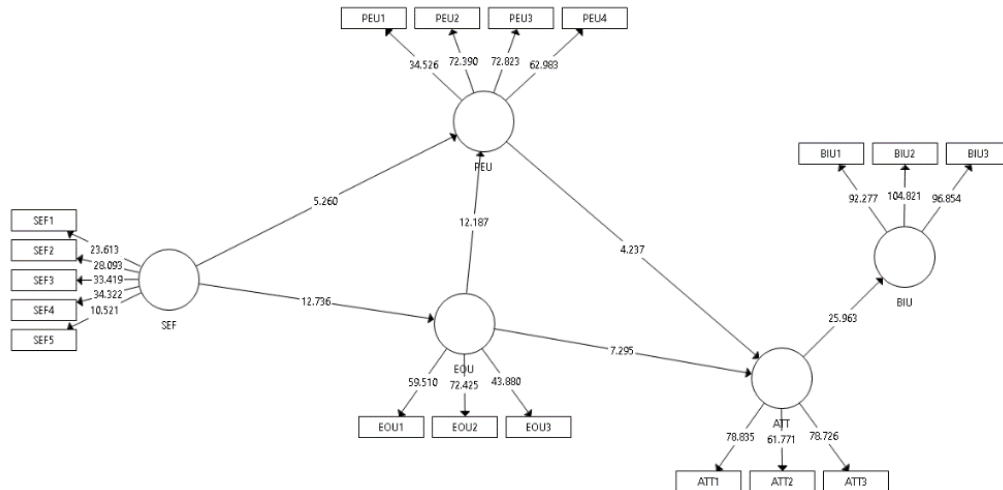 PEU1 PEU2 PEU3 PEU4
34.526 72.390 72.823 62.983
PEU
BIU1 BIU2 BIU3
92.277 104.821 96.854
BIU
5.260
12.187
4.237
SEF1
SEF2
SEF3
SEF4
SEF5
23.613
28.093
33.419
34.322
10.521
SEF
12.736
EOU
7.295
25.963
59.510 72.425 43.880
EOU1 EOU2 EOU3
ATT
78.835 61.771 78.726
ATT1 ATT2 ATT3